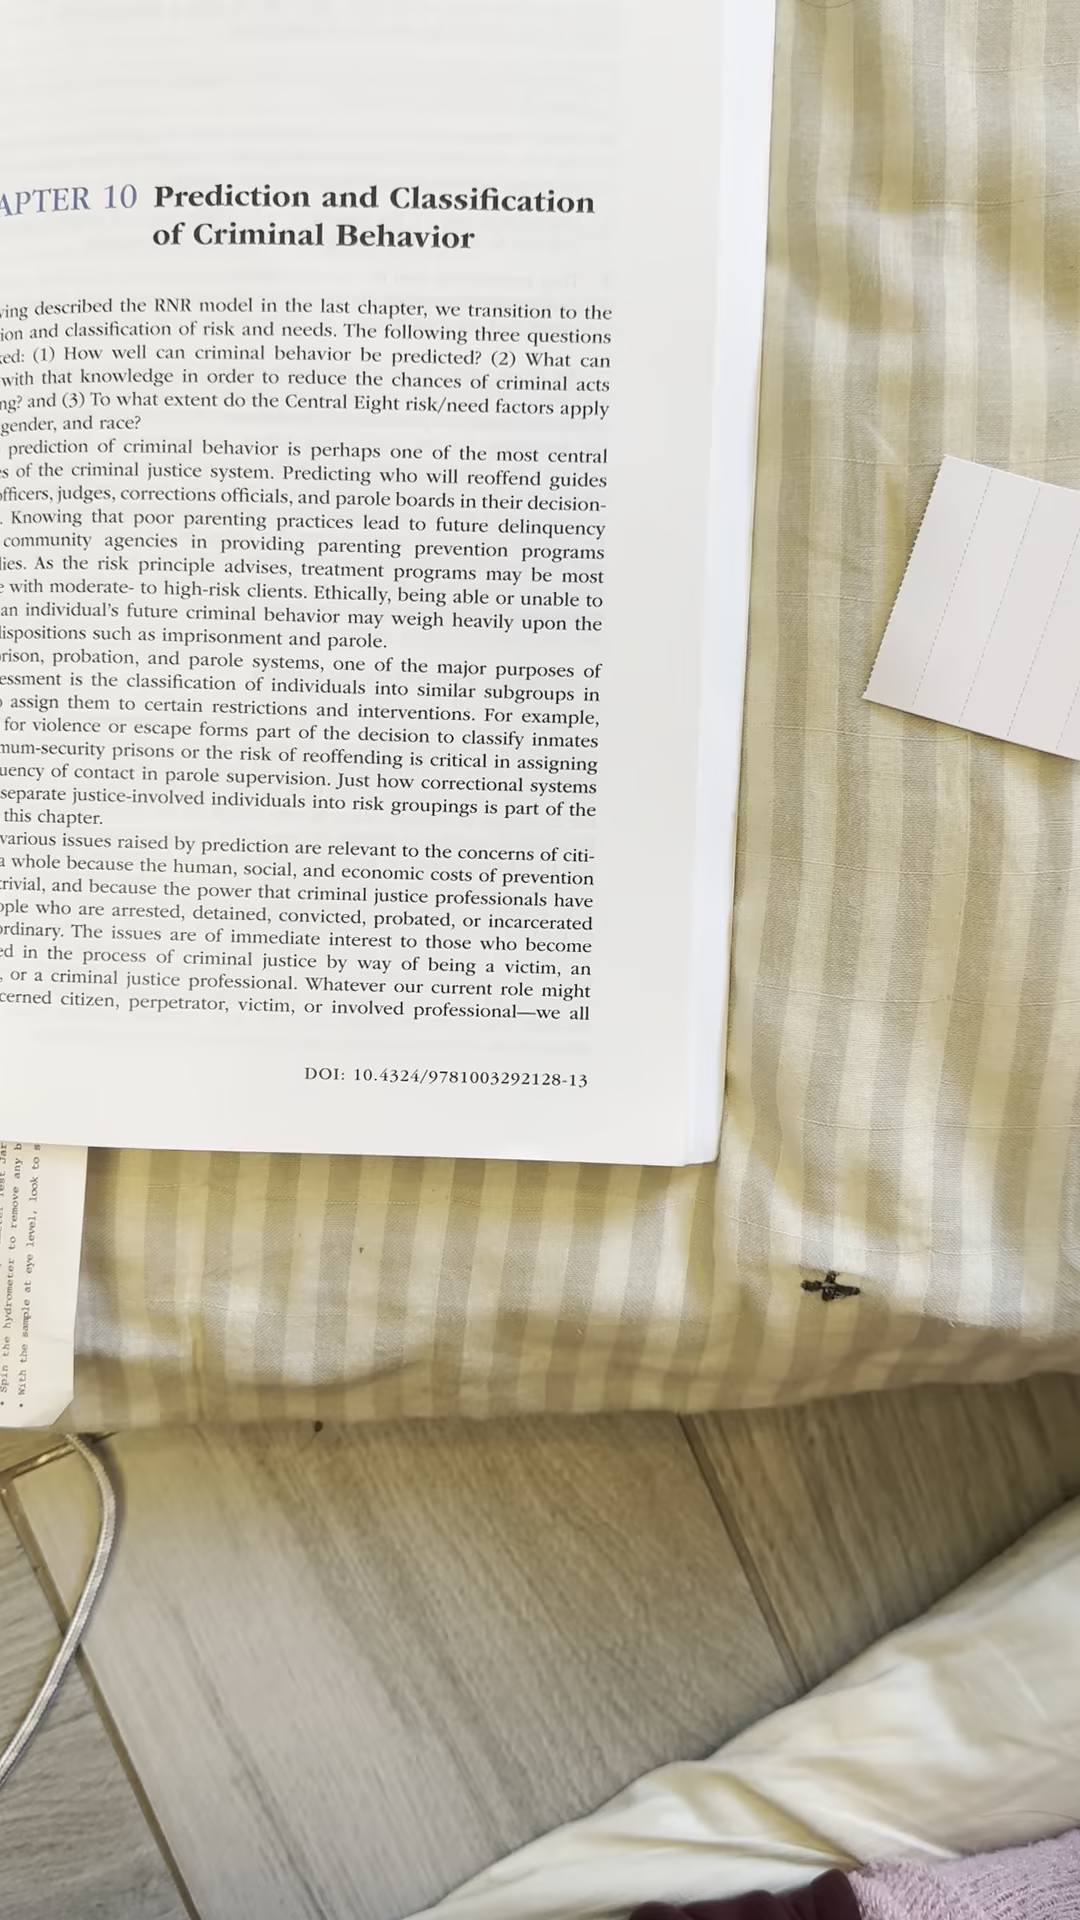 APTER 10 Prediction and Classification
of Criminal Behavior
ving described the RNR model in the last chapter, we transition to the
ion and classification of risk and needs. The following three questions
ked: (1) How well can criminal behavior be predicted? (2) What can
with that knowledge in order to reduce the chances of criminal acts
ng? and (3) To what extent do the Central Eight risk/need factors apply
gender, and race?
prediction of criminal behavior is perhaps one of the most central
s of the criminal justice system. Predicting who will reoffend guides
officers, judges, corrections officials, and parole boards in their decision-
. Knowing that poor parenting practices lead to future delinquency
community agencies in providing parenting prevention programs
lies. As the risk principle advises, treatment programs may be most
e with moderate- to high-risk clients. Ethically, being able or unable to
an individual's future criminal behavior may weigh heavily upon the
dispositions such as imprisonment and parole.
rison, probation, and parole systems, one of the major purposes of
essment is the classification of individuals into similar subgroups in
o assign them to certain restrictions and interventions. For example,
for violence or escape forms part of the decision to classify inmates
mum-security prisons or the risk of reoffending is critical in assigning
uency of contact in parole supervision. Just how correctional systems
separate justice-involved individuals into risk groupings is part of the
this chapter.
various issues raised by prediction are relevant to the concerns of citi-
a whole because the human, social, and economic costs of prevention
trivial, and because the power that criminal justice professionals have
ople who are arrested, detained, convicted, probated, or incarcerated
ordinary. The issues are of immediate interest to those who become
ed in the process of criminal justice by way of being a victim, an
, or a criminal justice professional. Whatever our current role might
cerned citizen, perpetrator, victim, or involved professional—we all
DOI: 10.4324/9781003292128-13
• Spin the hydrometer to remove any b
• With the sample at eye level, look to s